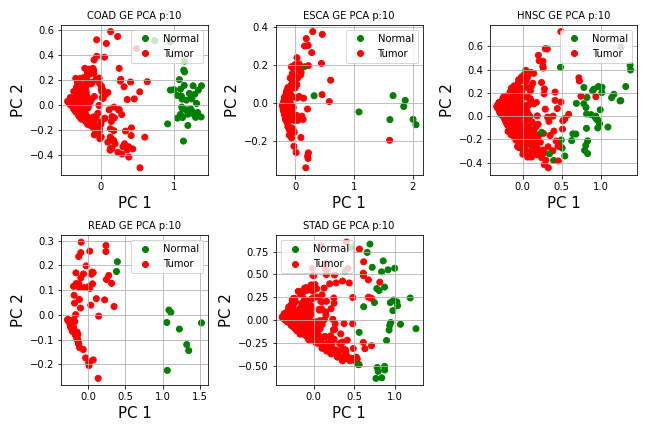 COAD GE PCA p:10
0.6
0.4
0.2
0.0
−0.2
−0.4
0
1
PC 2
PC 1
Normal
Tumor
ESCA GE PCA p:10
0.4
0.2
0.0
−0.2
0
1
2
PC 2
PC 1
Normal
Tumor
HNSC GE PCA p:10
0.6
0.4
0.2
0.0
−0.2
−0.4
0.0
0.5
1.0
PC 2
PC 1
Normal
Tumor
READ GE PCA p:10
0.3
0.2
0.1
0.0
−0.1
−0.2
0.0
0.5
1.0
1.5
PC 2
PC 1
Normal
Tumor
STAD GE PCA p:10
0.75
0.50
0.25
0.00
−0.25
−0.50
0.0
0.5
1.0
PC 2
PC 1
Normal
Tumor